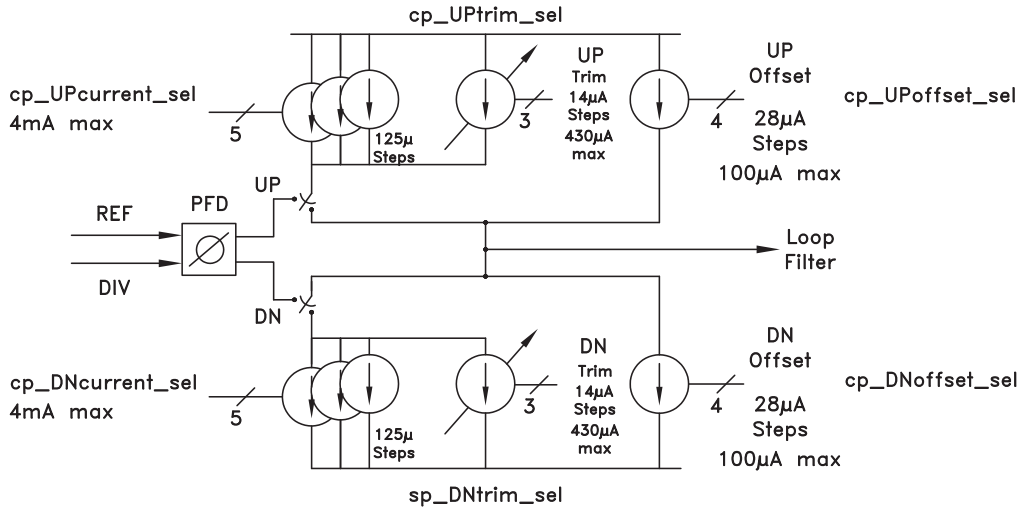 cp_UPtrim_sel
cp_UPcurrent_sel
4mA max
5
125µ
Steps
3
UP
Trim
14µA
Steps
430µA
max
4
UP
Offset
28µA
Steps
100µA max
cp_UPoffset_sel
UP
PFD
REF
DIV
DN
Loop
Filter
cp_DNcurrent_sel
4mA max
5
125µ
Steps
3
DN
Trim
14µA
Steps
430µA
max
4
DN
Offset
28µA
Steps
100µA max
cp_DNoffset_sel
sp_DNtrim_sel